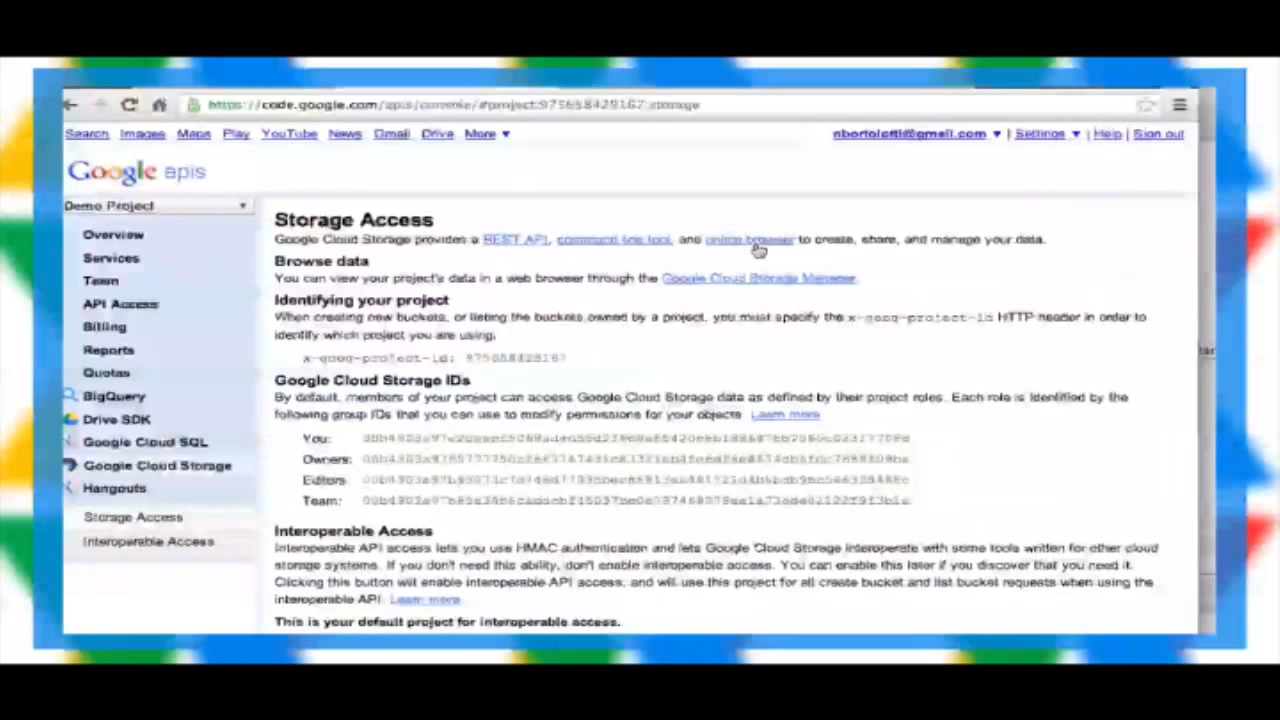 https://code.google.com/apis/console/#project:975658429167:storage
Search Images Maps Play YouTube News Gmail Drive More
nbortolotti@gmail.com | Settings | Help | Sign out
Google apis
Demo Project
Overview
Services
Team
API Access
Billing
Reports
Quotas
BigQuery
Drive SDK
Google Cloud SQL
Google Cloud Storage
Hangouts
Storage Access
Interoperable Access
Storage Access
Google Cloud Storage provides a REST API, command line tool, and online browser to create, share, and manage your data.
Browse data
You can view your project's data in a web browser through the Google Cloud Storage Manager.
Identifying your project
When creating new buckets, or listing the buckets owned by a project, you must specify the x-goog-project-id HTTP header in order to
identify which project you are using.
x-goog-project-id: 975658429167
Google Cloud Storage IDs
By default, members of your project can access Google Cloud Storage data as defined by their project roles. Each role is identified by the
following group IDs that you can use to modify permissions for your objects. Learn more
You:
Owners:
Editors:
Team:
Interoperable Access
Interoperable API access lets you use HMAC authentication and lets Google Cloud Storage interoperate with some tools written for other cloud
storage systems. If you don't need this ability, don't enable interoperable access. You can enable this later if you discover that you need it.
Clicking this button will enable interoperable API access, and will use this project for all create bucket and list bucket requests when using the
interoperable API. Learn more
This is your default project for interoperable access.